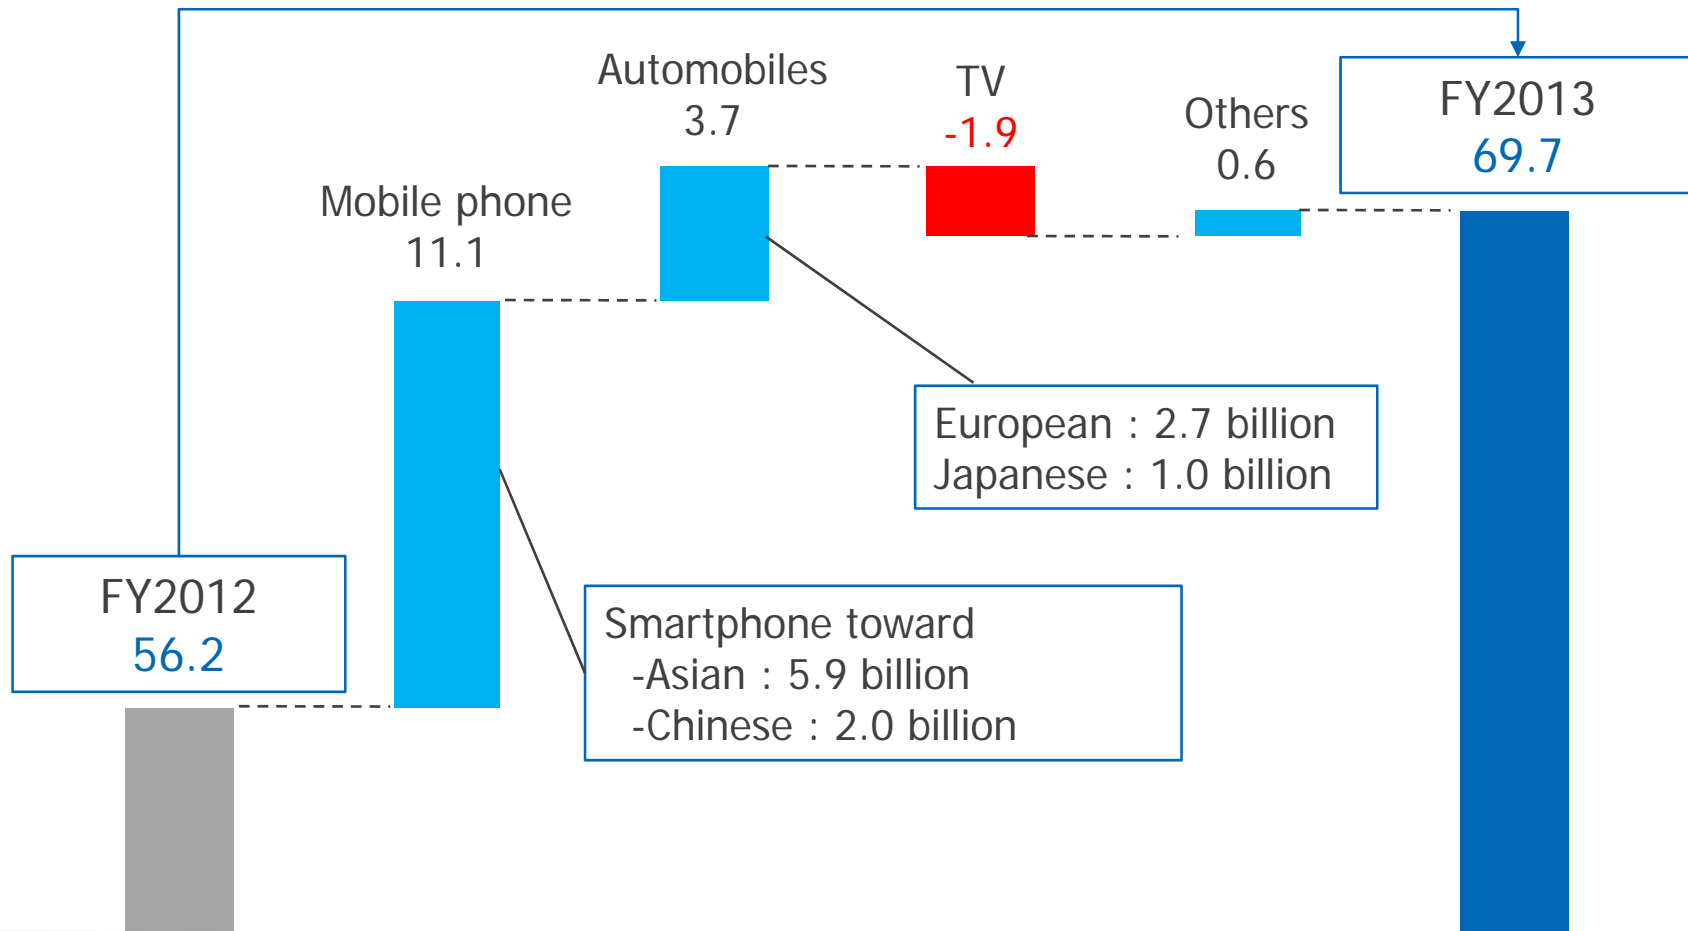 Automobiles
3.7
TV
-1.9
Others
0.6
FY2013
69.7
Mobile phone
11.1
European : 2.7 billion
Japanese : 1.0 billion
FY2012
56.2
Smartphone toward
-Asian : 5.9 billion
-Chinese : 2.0 billion